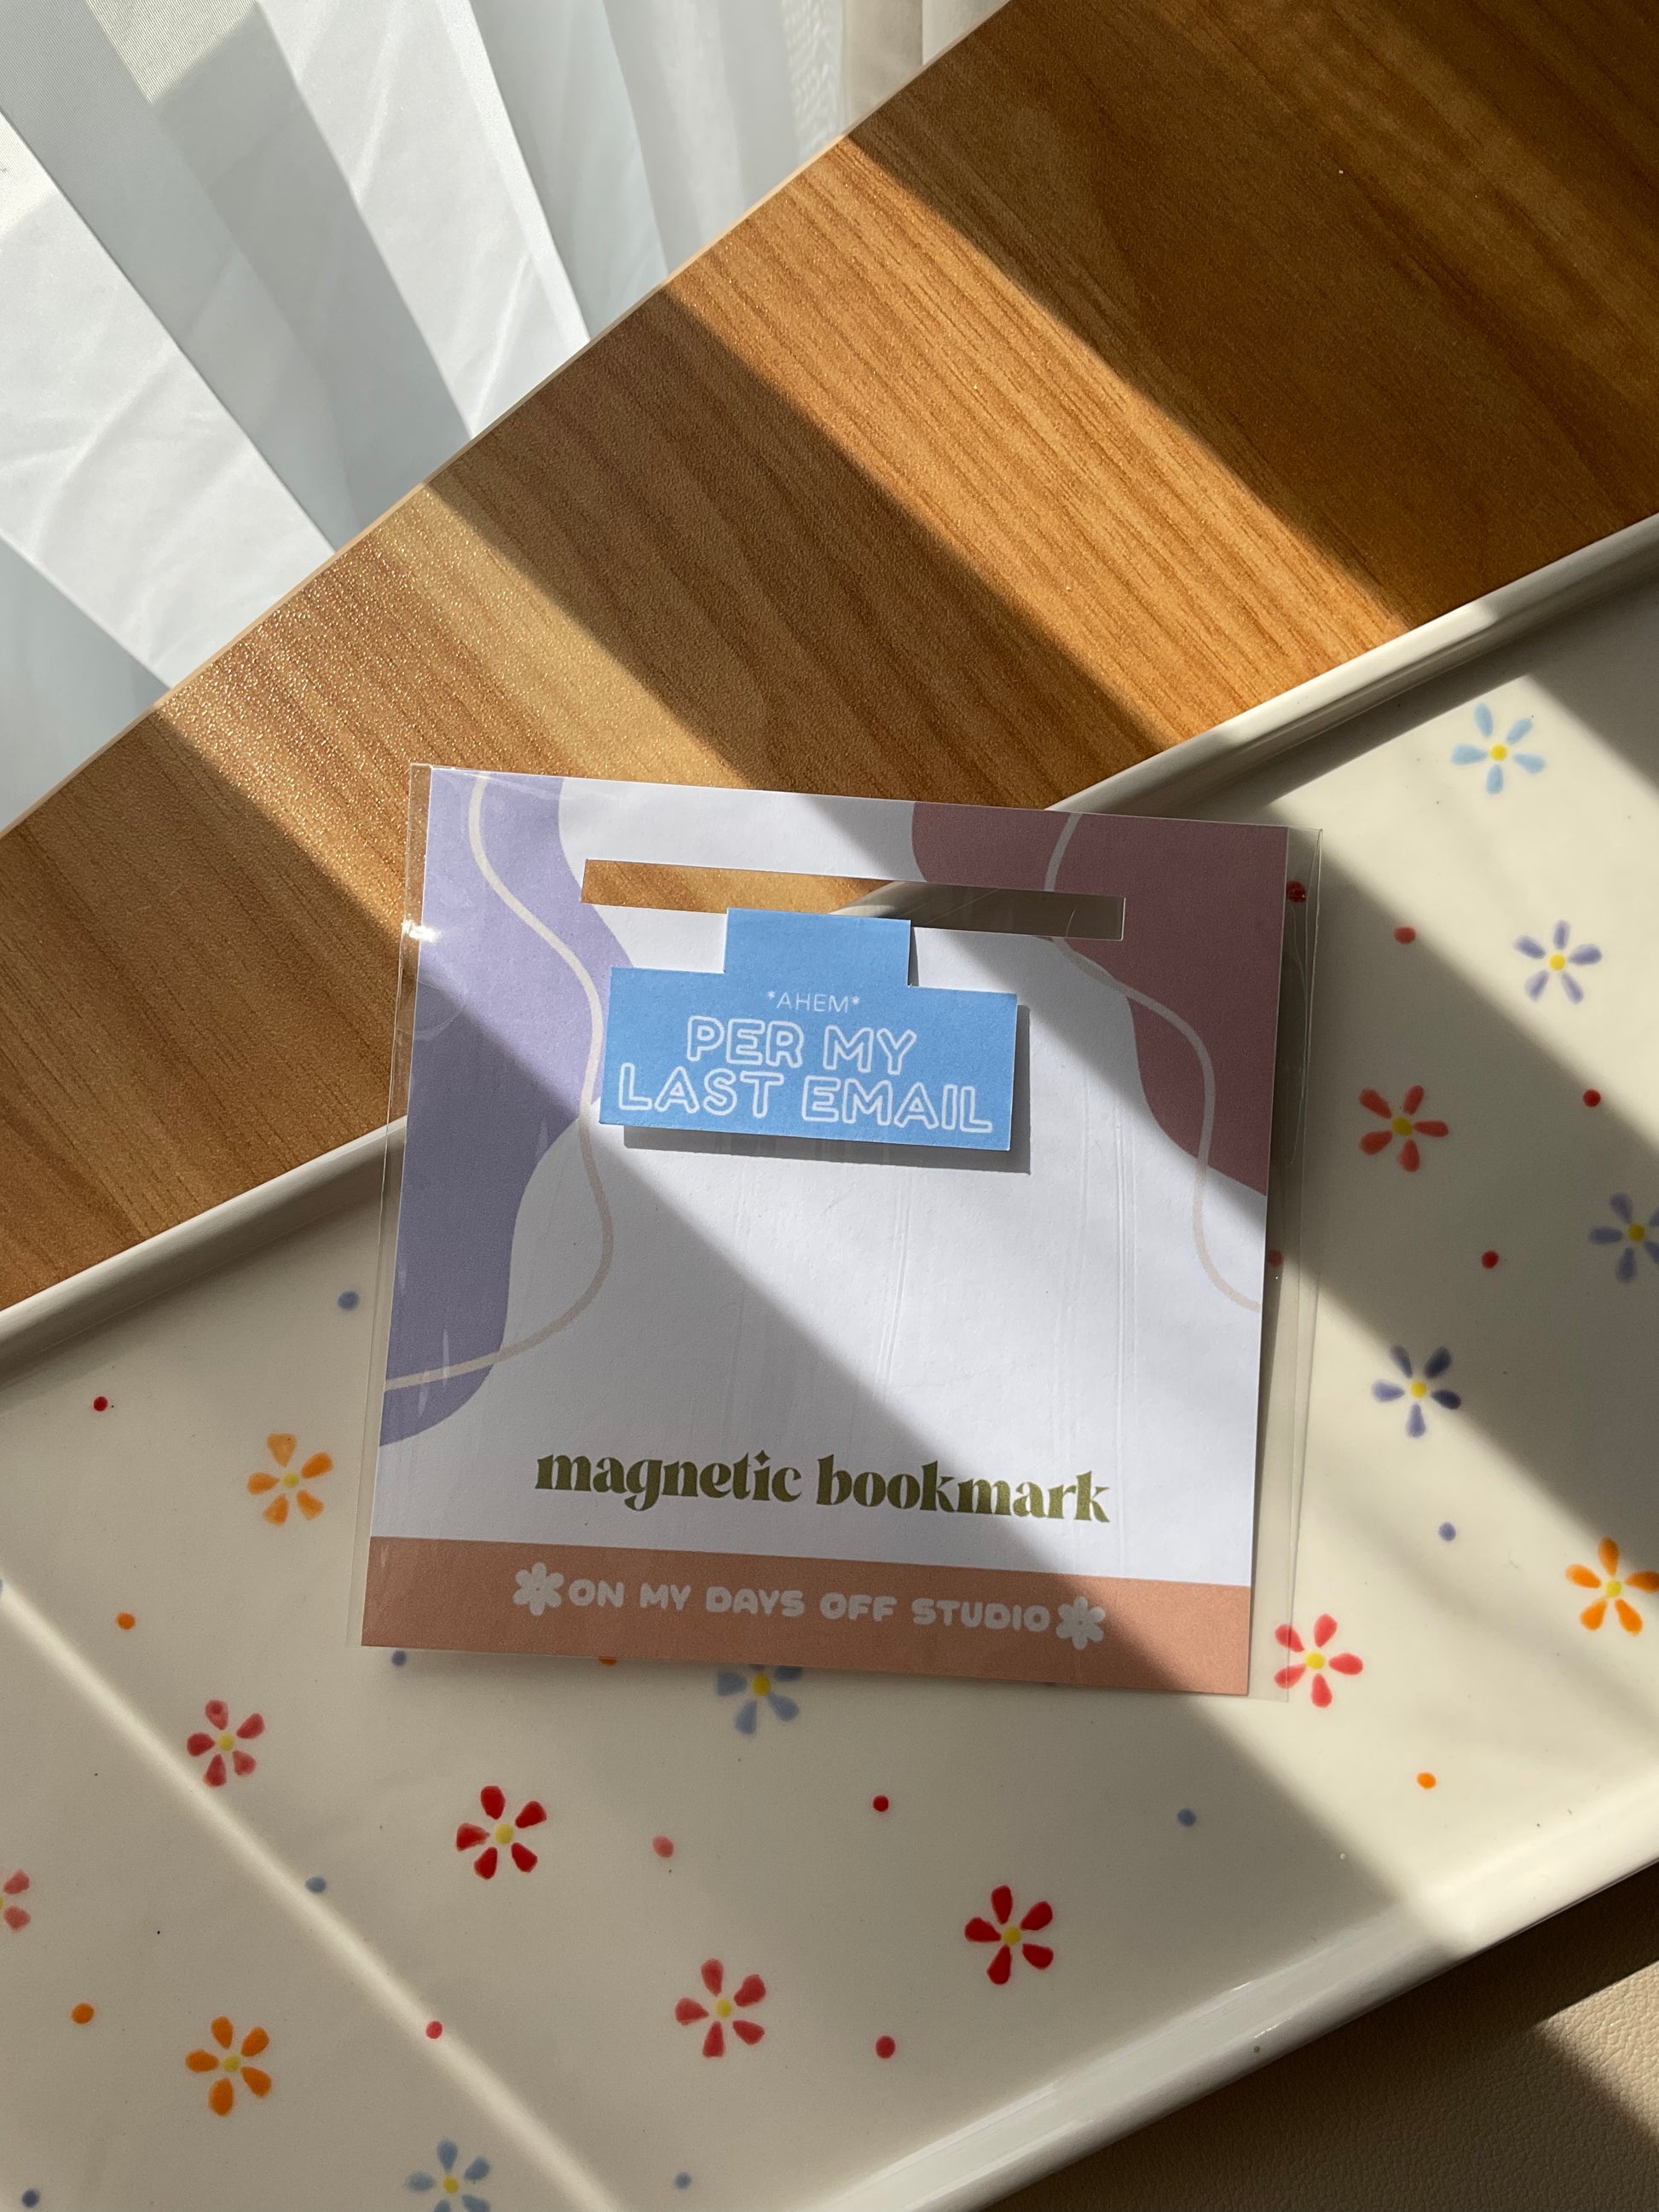 *AHEM*
PER MY
LAST EMAIL
magnetic bookmark
ON MY DAYS OFF STUDIO